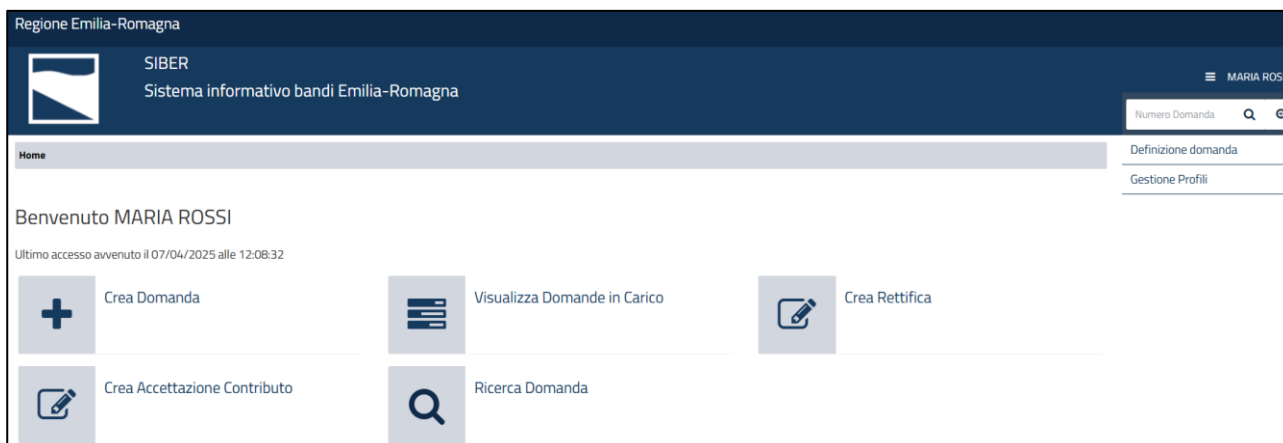 Regione Emilia-Romagna
SIBER
Sistema informativo bandi Emilia-Romagna
MARIA ROSS
Numero Domanda
Home
Definizione domanda
Gestione Profili
Benvenuto MARIA ROSSI
Ultimo accesso avvenuto il 07/04/2025 alle 12:08:32
Crea Domanda
Visualizza Domande in Carico
Crea Rettifica
Crea Accettazione Contributo
Ricerca Domanda